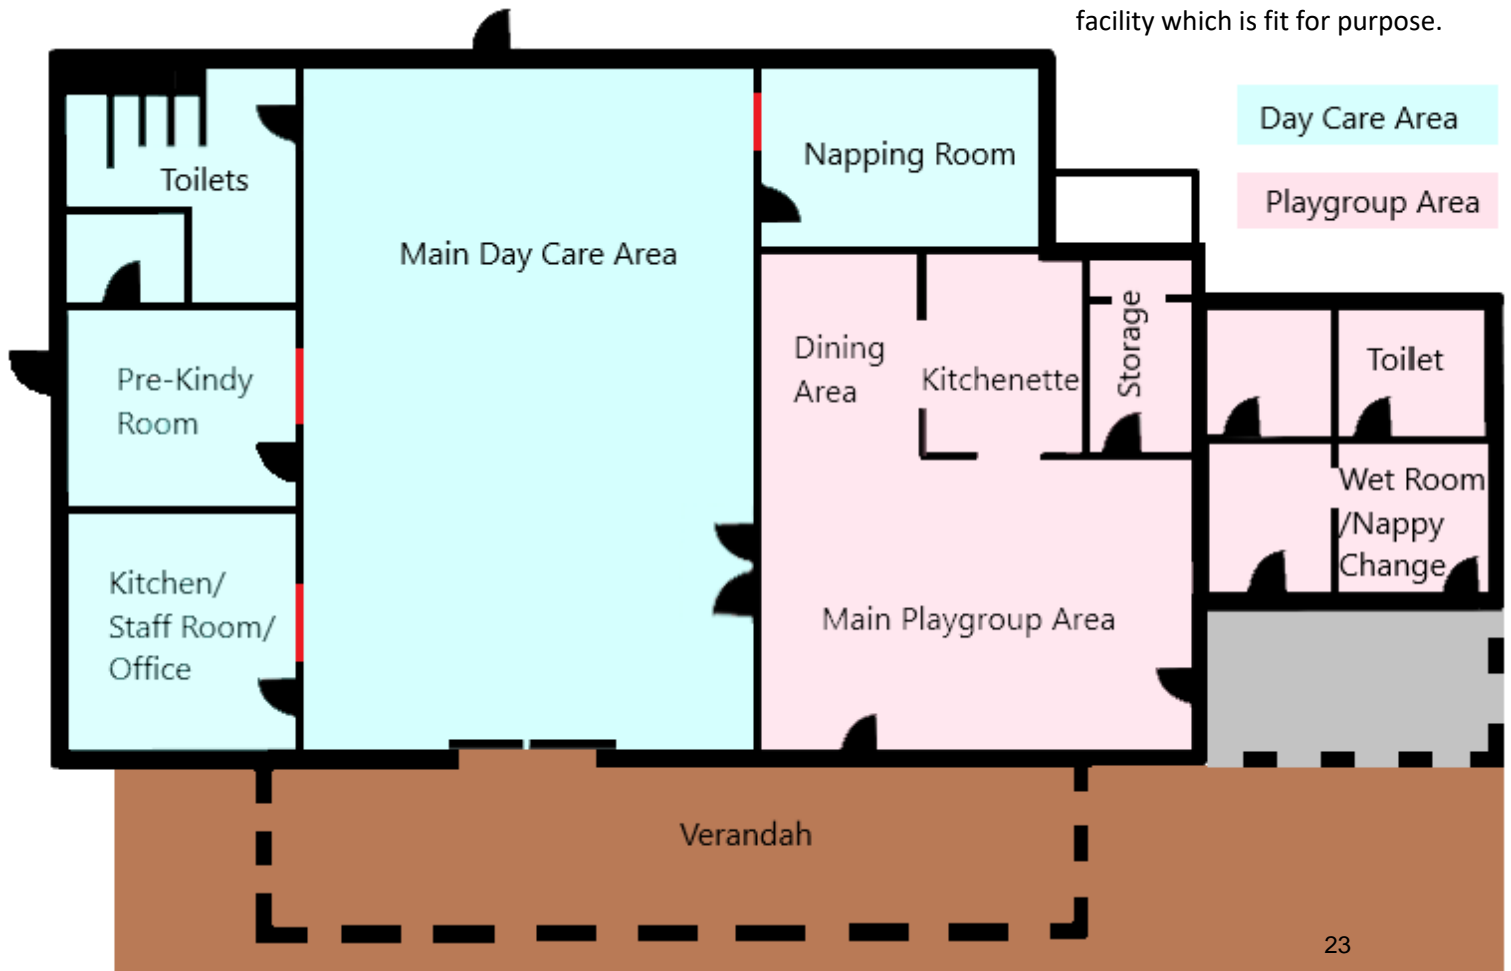 facility which is fit for purpose.
Day Care Area
Playgroup Area
Toilets
Napping Room
Main Day Care Area
Pre-Kindy
Room
Dining
Area
Kitchenette
Storage
Toilet
Wet Room
/Nappy
Change
Kitchen/
Staff Room/
Office
Main Playgroup Area
Verandah
23